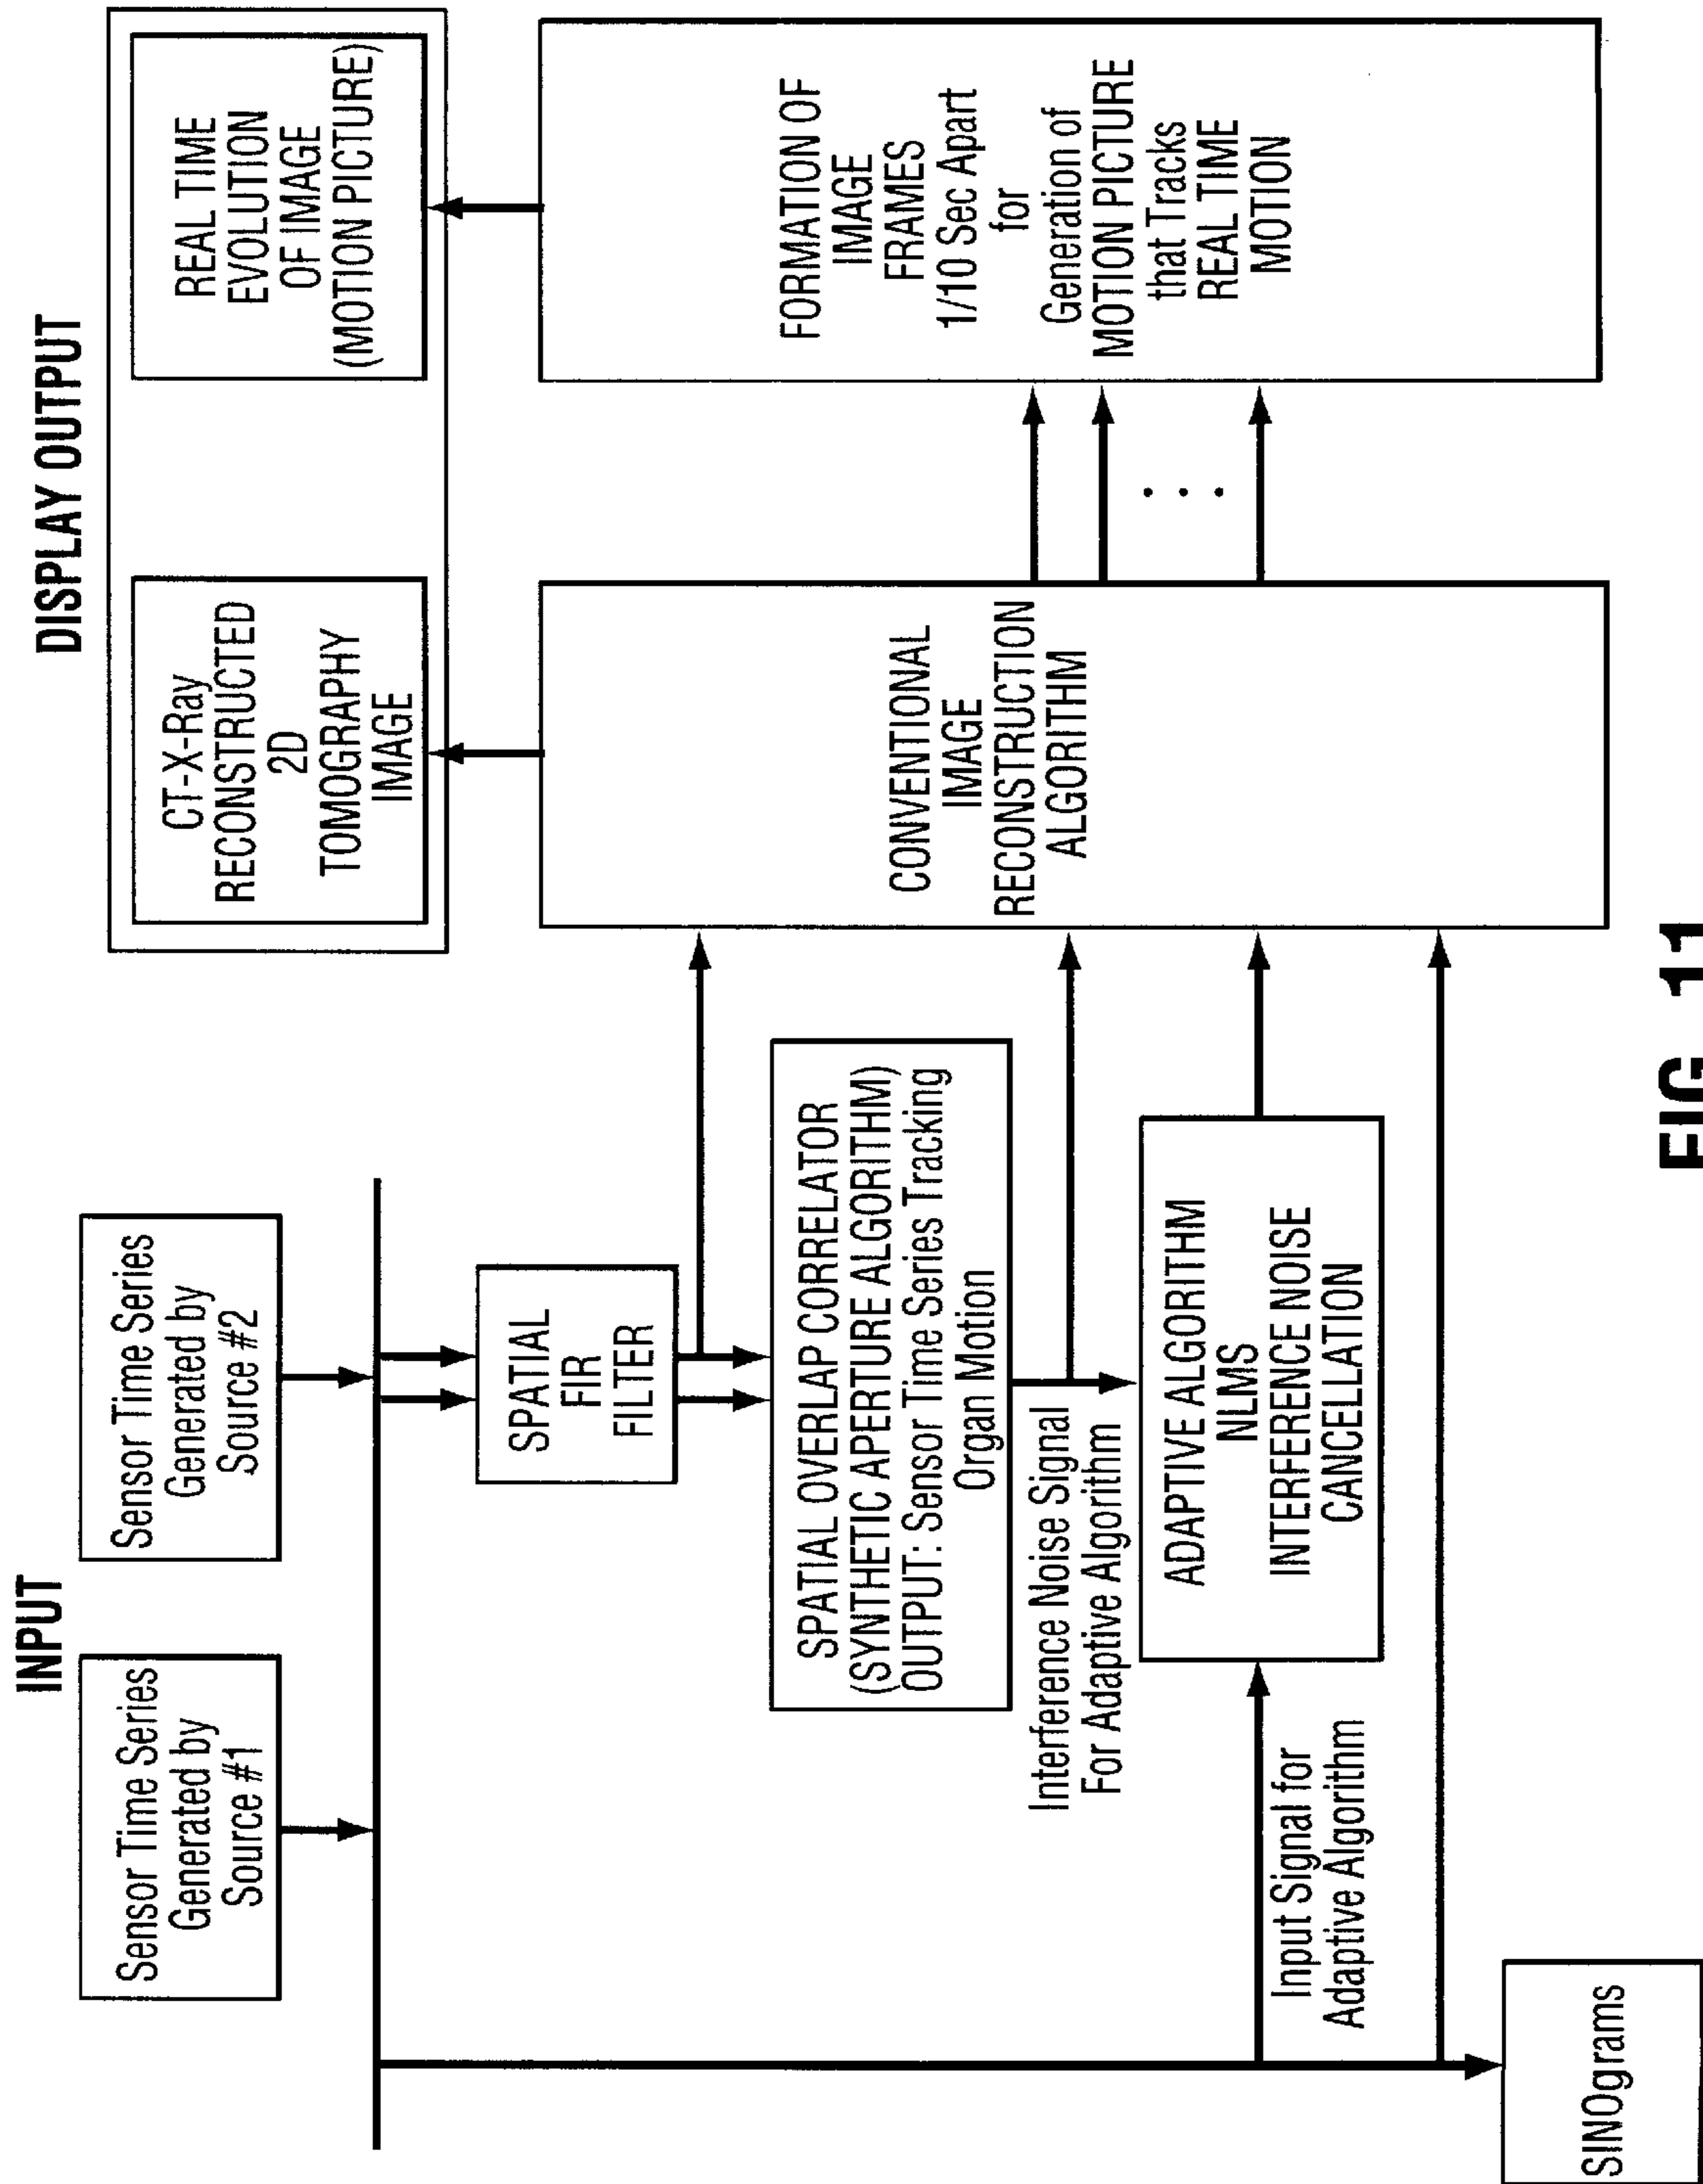 INPUT
DISPLAY OUTPUT
Sensor Time Series
Generated by
Source #1
Sensor Time Series
Generated by
Source #2
CT-X-Ray
RECONSTRUCTED
2D
TOMOGRAPHY
IMAGE
REAL TIME
EVOLUTION
OF IMAGE
(MOTION PICTURE)
SPATIAL
FIR
FILTER
SPATIAL OVERLAP CORRELATOR
(SYNTHETIC APERTURE ALGORITHM)
OUTPUT: Sensor Time Series Tracking
Organ Motion
Interference Noise Signal
For Adaptive Algorithm
ADAPTIVE ALGORITHM
NLMS
INTERFERENCE NOISE
CANCELLATION
Input Signal for
Adaptive Algorithm
CONVENTIONAL
IMAGE
RECONSTRUCTION
ALGORITHM
FORMATION OF
IMAGE
FRAMES
1/10 Sec Apart
for
Generation of
MOTION PICTURE
that Tracks
REAL TIME
MOTION
SINOgrams
FIG. 11